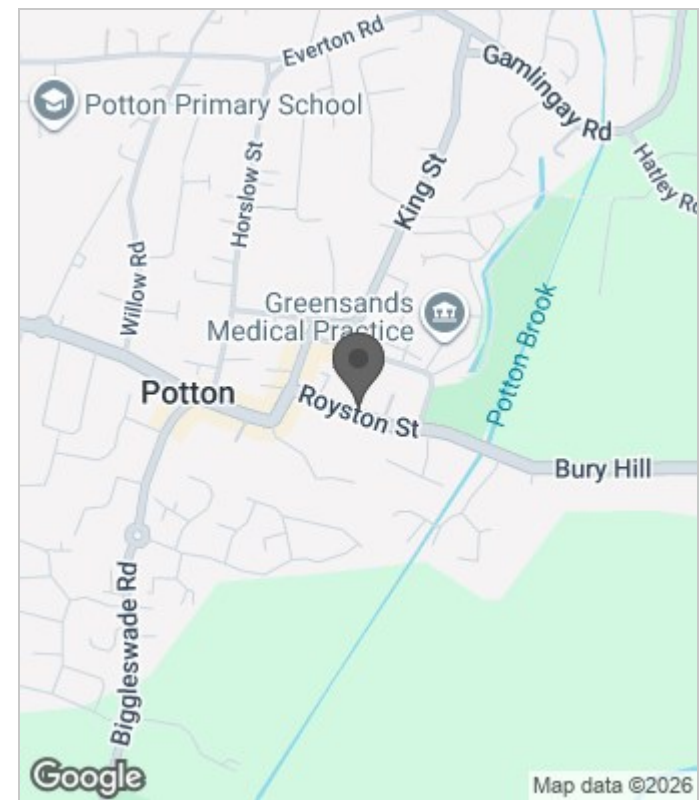 Everton Rd
Gamlingay Rd
Potton Primary School
Hatley Rd
Horslow St
King St
Willow Rd
Greensands
Medical Practice
Potton Brook
Potton
Royston St
Bury Hill
Biggleswade Rd
Google
Map data ©2026